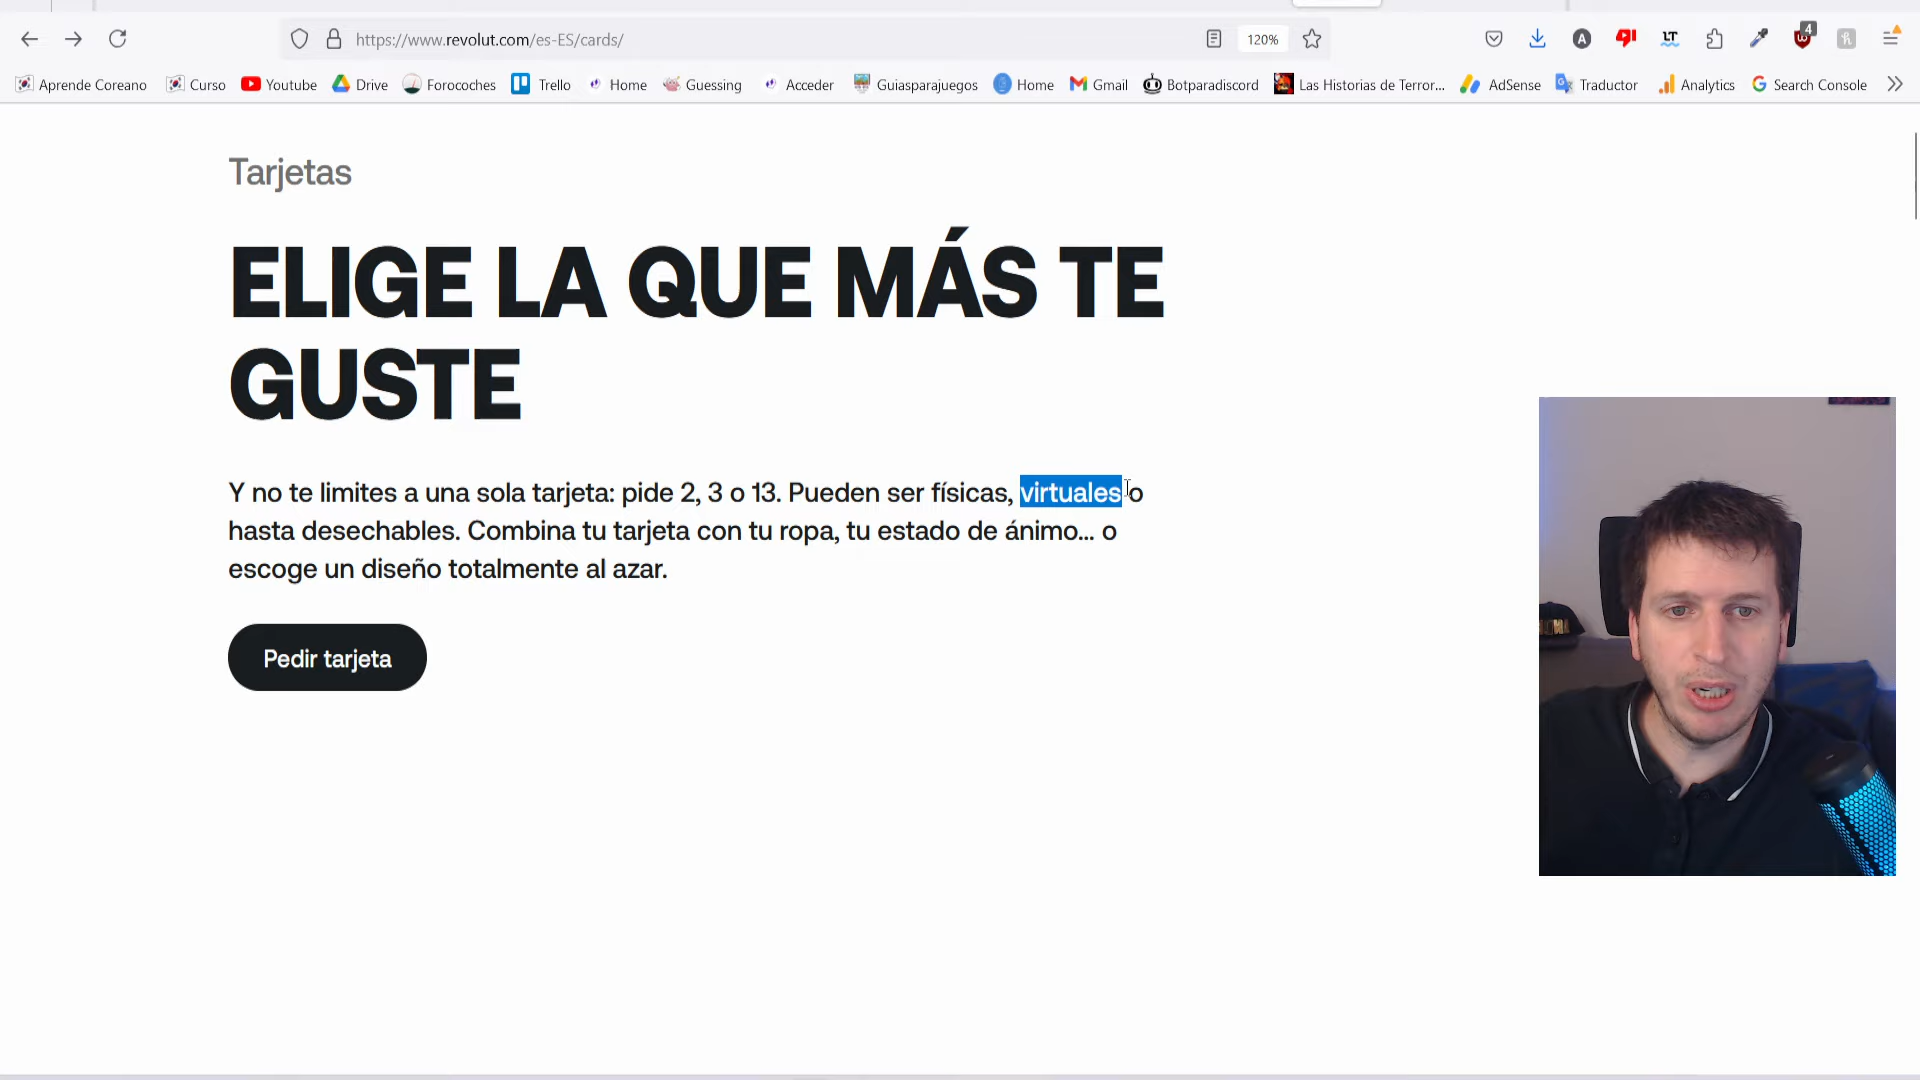 https://www.revolut.com/es-ES/cards/
120%
A
LT
4
Aprende Coreano
Curso
Youtube
Drive
Forocoches
Trello
Home
Guessing
Acceder
Guiasparajuegos
Home
Gmail
Botparadiscord
Las Historias de Terror...
AdSense
Traductor
Analytics
Search Console
Tarjetas
ELIGE LA QUE MÁS TE
GUSTE
Y no te limites a una sola tarjeta: pide 2, 3 o 13. Pueden ser físicas, virtuales o
hasta desechables. Combina tu tarjeta con tu ropa, tu estado de ánimo... o
escoge un diseño totalmente al azar.
Pedir tarjeta